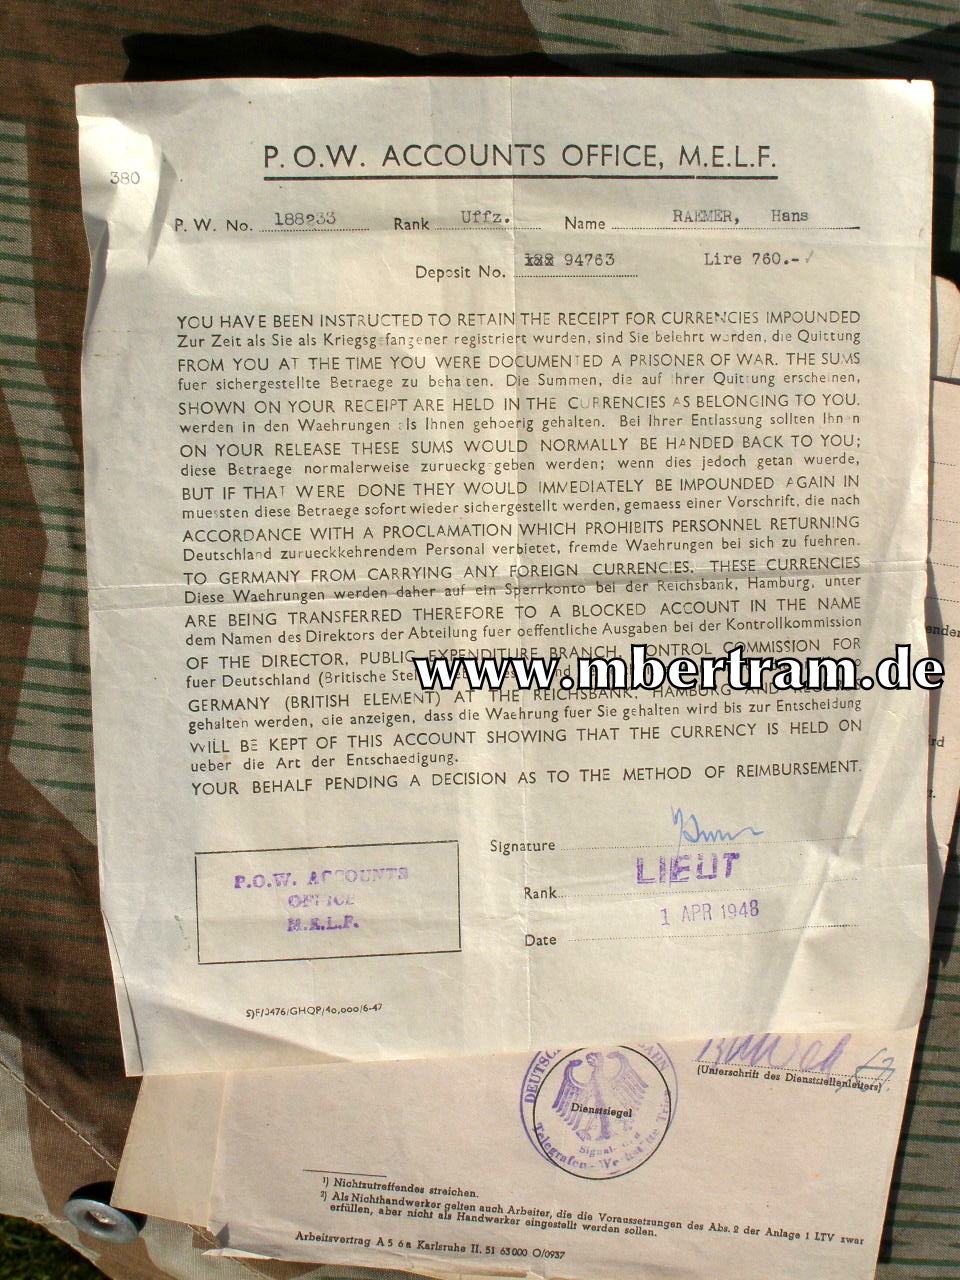 P.O.W. ACCOUNTS OFFICE, M.E.L.F.
380
P. W. No. 188233 Rank Uffz. Name RAEMER, Hans
Deposit No. 94763 Lire 760.-
YOU HAVE BEEN INSTRUCTED TO RETAIN THE RECEIPT FOR CURRENCIES IMPOUNDED
Zur Zeit als Sie als Kriegsgefangener registriert wurden, sind Sie belehrt worden, die Quittung
FROM YOU AT THE TIME YOU WERE DOCUMENTED A PRISONER OF WAR. THE SUMS
fuer sichergestellte Betraege zu behalten. Die Summen, die auf Ihrer Quittung erscheinen,
SHOWN ON YOUR RECEIPT ARE HELD IN THE CURRENCIES AS BELONGING TO YOU.
werden in den Waehrungen als Ihnen gehoerig gehalten. Bei Ihrer Entlassung sollten Ihnen
ON YOUR RELEASE THESE SUMS WOULD NORMALLY BE HANDED BACK TO YOU;
diese Betraege normalerweise zurueckgegeben werden; wenn dies jedoch getan wuerde,
BUT IF THAT WERE DONE THEY WOULD IMMEDIATELY BE IMPOUNDED AGAIN IN
muessten diese Betraege sofort wieder sichergestellt werden, gemaess einer Vorschrift, die nach
ACCORDANCE WITH A PROCLAMATION WHICH PROHIBITS PERSONNEL RETURNING
Deutschland zurueckkehrendem Personal verbietet, fremde Waehrungen bei sich zu fuehren.
TO GERMANY FROM CARRYING ANY FOREIGN CURRENCIES. THESE CURRENCIES
Diese Waehrungen werden daher auf ein Sperrkonto bei der Reichsbank, Hamburg, unter
ARE BEING TRANSFERRED THEREFORE TO A BLOCKED ACCOUNT IN THE NAME
dem Namen des Direktors der Abteilung fuer oeffentliche Ausgaben bei der Kontrollkommission
OF THE DIRECTOR, PUBLIC EXPENDITURE BRANCH, CONTROL COMMISSION FOR
fuer Deutschland (Britische
www.mbertram.de
GERMANY (BRITISH ELEMENT) AT THE REICHSBANK, HAMBURG AND
gehalten werden, die anzeigen, dass die Waehrung fuer Sie gehalten wird bis zur Entscheidung
WILL BE KEPT OF THIS ACCOUNT SHOWING THAT THE CURRENCY IS HELD ON
ueber die Art der Entschaedigung.
YOUR BEHALF PENDING A DECISION AS TO THE METHOD OF REIMBURSEMENT.
Signature
P.O.W. ACCOUNTS
OFFICE
M.E.L.F.
Rank LIEUT
Date 1 APR 1948
S)F/3476/GHQP/40,000/6-47
(Unterschrift des Dienststellenleiters)
Dienstsiegel
1) Nichtzutreffendes streichen.
2) Als Nichthandwerker gelten auch Arbeiter, die die Voraussetzungen des Abs. 2 der Anlage 1 LTV zwar
erfüllen, aber nicht als Handwerker eingestellt werden sollen.
Arbeitsvertrag A 5 6a Karlsruhe II. 51 63000 O/0937